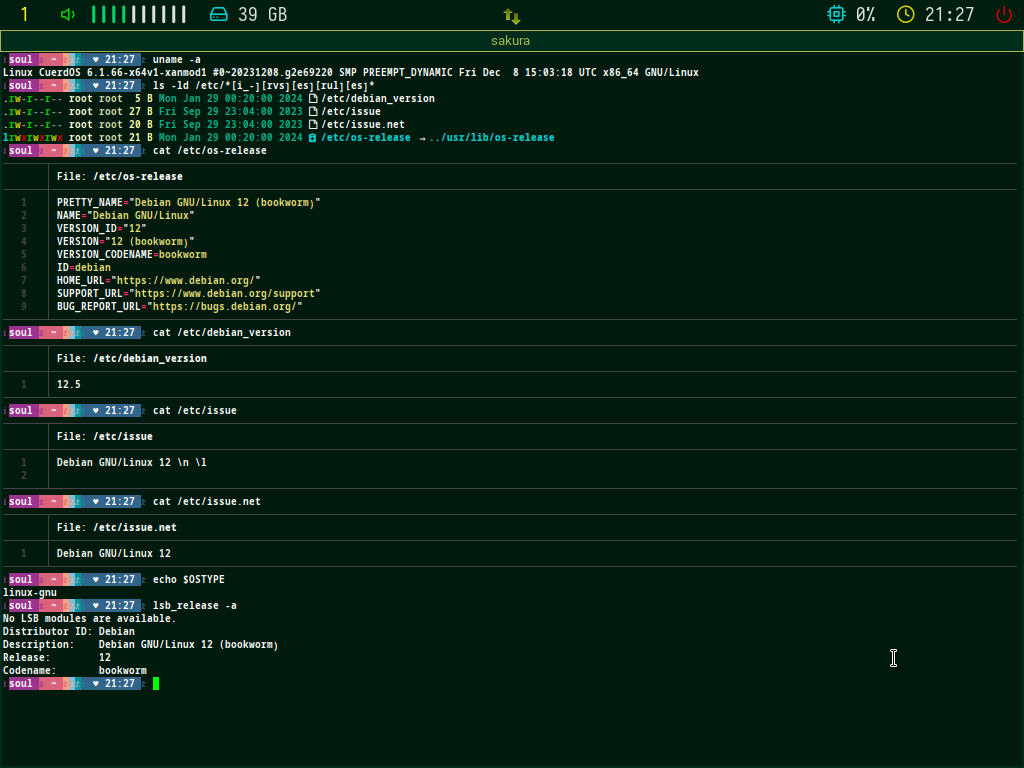 1 39 GB 0% 21:27
sakura
soul ~ ♥ 21:27 uname -a
Linux CuerdOS 6.1.66-x64v1-xanmod1 #0~20231208.g2e69220 SMP PREEMPT_DYNAMIC Fri Dec  8 15:03:18 UTC x86_64 GNU/Linux
soul ~ ♥ 21:27 ls -ld /etc/*[i_-][rvs][es][rul][es]*
.rw-r--r-- root root  5 B Mon Jan 29 00:20:00 2024 /etc/debian_version
.rw-r--r-- root root 27 B Fri Sep 29 23:04:00 2023 /etc/issue
.rw-r--r-- root root 20 B Fri Sep 29 23:04:00 2023 /etc/issue.net
lrwxrwxrwx root root 21 B Mon Jan 29 00:20:00 2024 /etc/os-release → ../usr/lib/os-release
soul ~ ♥ 21:27 cat /etc/os-release
File: /etc/os-release
1 PRETTY_NAME="Debian GNU/Linux 12 (bookworm)"
2 NAME="Debian GNU/Linux"
3 VERSION_ID="12"
4 VERSION="12 (bookworm)"
5 VERSION_CODENAME=bookworm
6 ID=debian
7 HOME_URL="https://www.debian.org/"
8 SUPPORT_URL="https://www.debian.org/support"
9 BUG_REPORT_URL="https://bugs.debian.org/"
soul ~ ♥ 21:27 cat /etc/debian_version
File: /etc/debian_version
1 12.5
soul ~ ♥ 21:27 cat /etc/issue
File: /etc/issue
1 Debian GNU/Linux 12 \n \l
2
soul ~ ♥ 21:27 cat /etc/issue.net
File: /etc/issue.net
1 Debian GNU/Linux 12
soul ~ ♥ 21:27 echo $OSTYPE
linux-gnu
soul ~ ♥ 21:27 lsb_release -a
No LSB modules are available.
Distributor ID: Debian
Description:    Debian GNU/Linux 12 (bookworm)
Release:        12
Codename:       bookworm
soul ~ ♥ 21:27